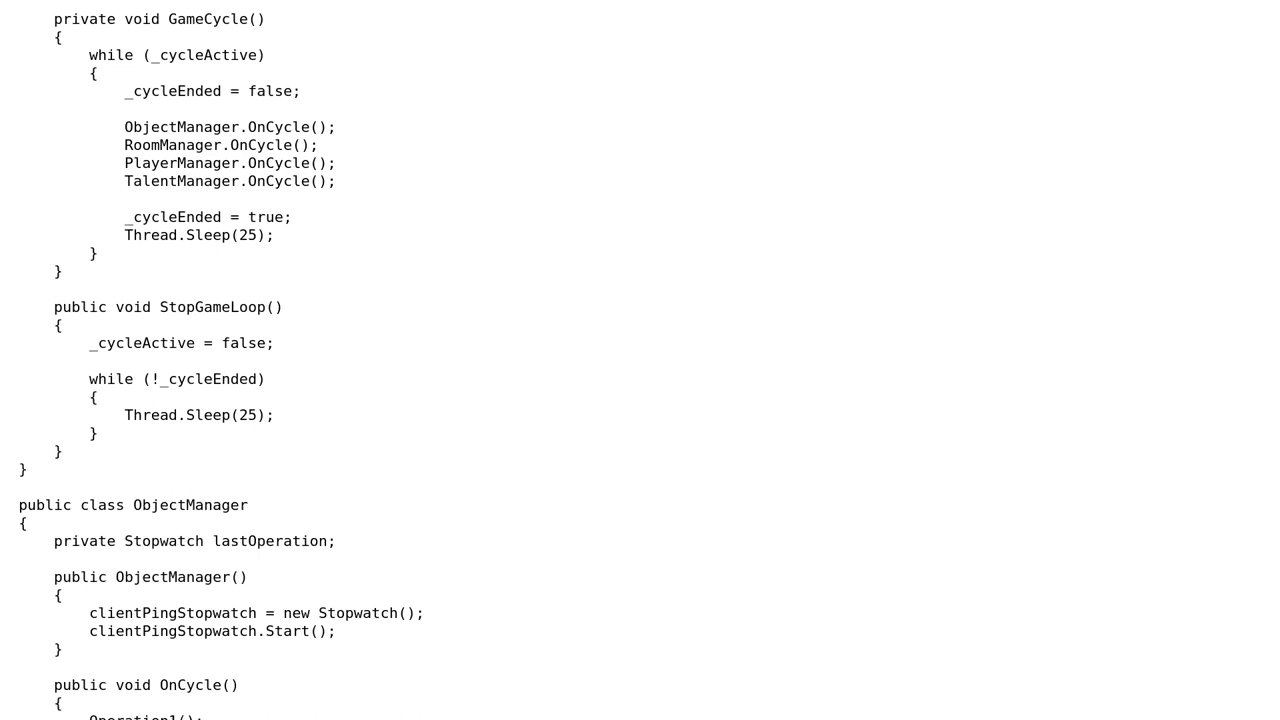 private void GameCycle()
{
while (_cycleActive)
{
_cycleEnded = false;
ObjectManager.OnCycle();
RoomManager.OnCycle();
PlayerManager.OnCycle();
TalentManager.OnCycle();
_cycleEnded = true;
Thread.Sleep(25);
}
}
public void StopGameLoop()
{
_cycleActive = false;
while (!_cycleEnded)
{
Thread.Sleep(25);
}
}
}
public class ObjectManager
{
private Stopwatch lastOperation;
public ObjectManager()
{
clientPingStopwatch = new Stopwatch();
clientPingStopwatch.Start();
}
public void OnCycle()
{
Operation1();